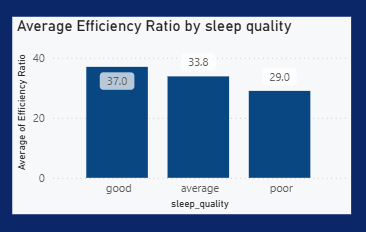 Average Efficiency Ratio by sleep quality
Average of Efficiency Ratio
40
20
0
37.0
33.8
29.0
good
average
poor
sleep_quality